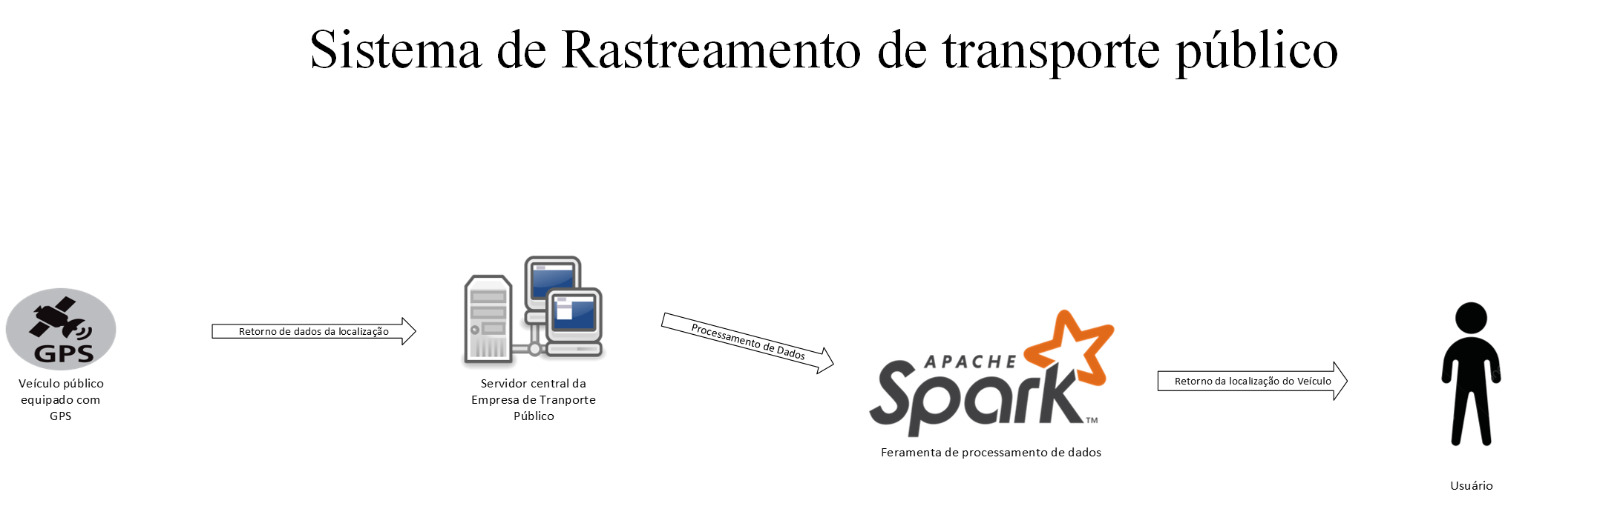 Sistema de Rastreamento de transporte público
GPS
Veículo público
equipado com
GPS
Retorno de dados da localização
Servidor central da
Empresa de Tranporte
Público
Processamento de Dados
APACHE
Spark™
Feramenta de processamento de dados
Retorno da localização do Veículo
Usuário